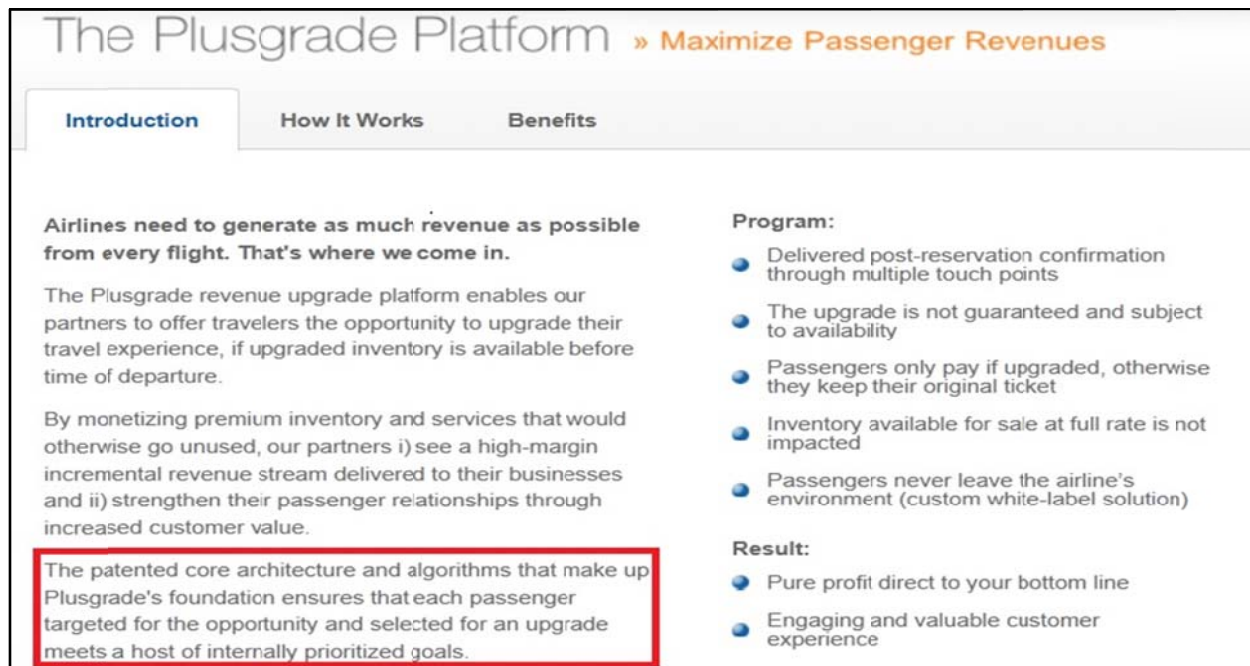 The Plusgrade Platform » Maximize Passenger Revenues
Introduction How It Works Benefits
Airlines need to generate as much revenue as possible
from every flight. That's where we come in.
The Plusgrade revenue upgrade platform enables our
partners to offer travelers the opportunity to upgrade their
travel experience, if upgraded inventory is available before
time of departure.
By monetizing premium inventory and services that would
otherwise go unused, our partners i) see a high-margin
incremental revenue stream delivered to their businesses
and ii) strengthen their passenger relationships through
increased customer value.
The patented core architecture and algorithms that make up
Plusgrade's foundation ensures that each passenger
targeted for the opportunity and selected for an upgrade
meets a host of internally prioritized goals.
Program:
Delivered post-reservation confirmation
through multiple touch points
The upgrade is not guaranteed and subject
to availability
Passengers only pay if upgraded, otherwise
they keep their original ticket
Inventory available for sale at full rate is not
impacted
Passengers never leave the airline's
environment (custom white-label solution)
Result:
Pure profit direct to your bottom line
Engaging and valuable customer
experience